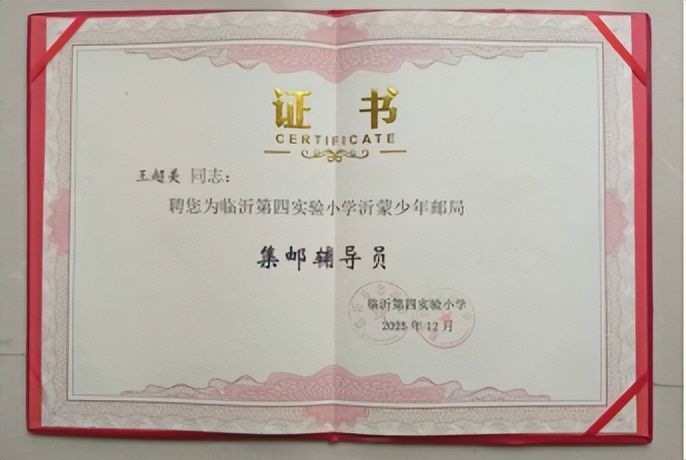 证书
CERTIFICATE
王超美 同志：
聘您为临沂第四实验小学沂蒙少年邮局
集邮辅导员
临沂第四实验小学
2025年12月